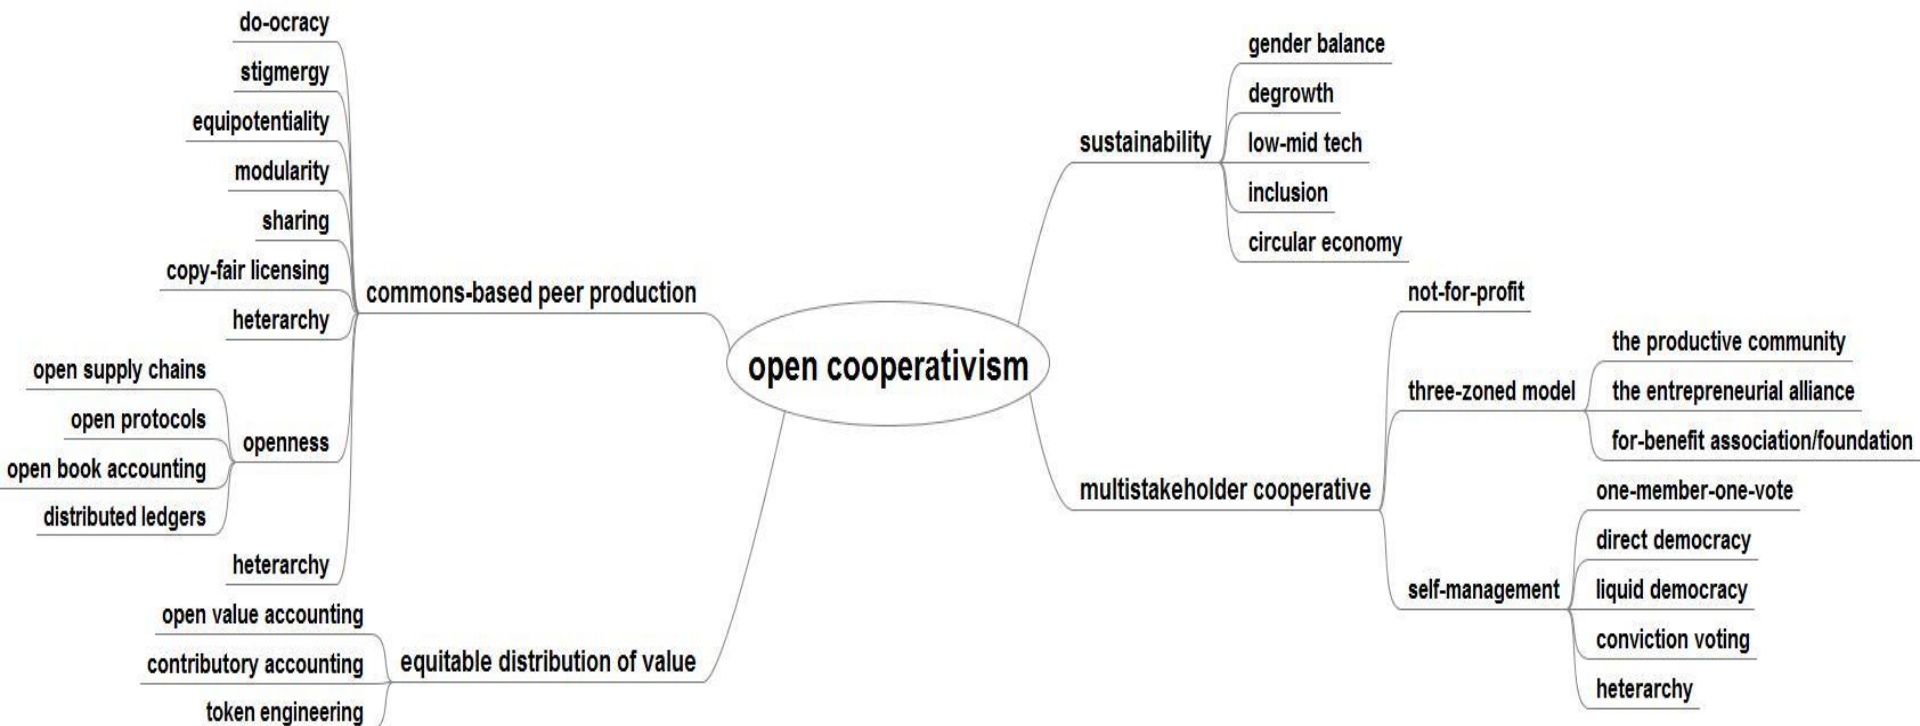 do-ocracy
stigmergy
equipotentiality
modularity
sharing
copy-fair licensing
heterarchy
commons-based peer production
open supply chains
open protocols
open book accounting
distributed ledgers
openness
heterarchy
open value accounting
contributory accounting
token engineering
equitable distribution of value
open cooperativism
sustainability
gender balance
degrowth
low-mid tech
inclusion
circular economy
multistakeholder cooperative
not-for-profit
three-zoned model
the productive community
the entrepreneurial alliance
for-benefit association/foundation
self-management
one-member-one-vote
direct democracy
liquid democracy
conviction voting
heterarchy